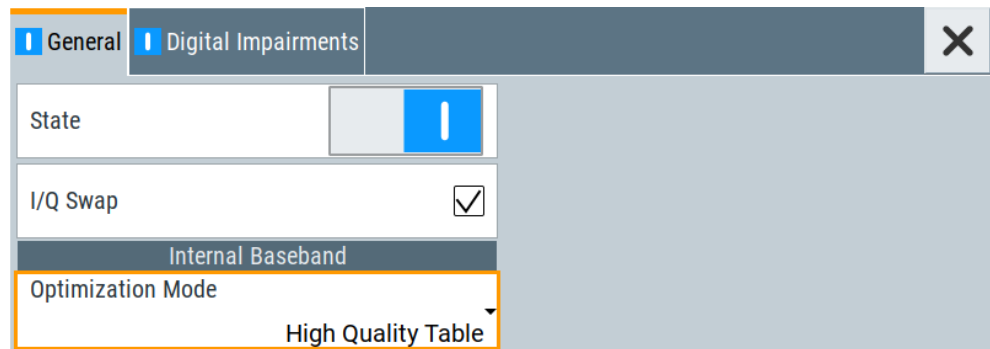 General Digital Impairments
State
I/Q Swap
Internal Baseband
Optimization Mode
High Quality Table